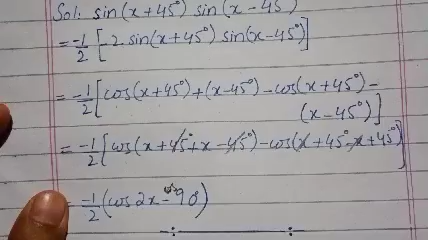 Sol: sin(x+45°) sin(x-45°)
= -1/2 [-2 sin(x+45°) sin(x-45°)]
= -1/2 [cos(x+45°)+(x-45°) - cos(x+45°) -
(x-45°)]
= -1/2 [cos(x+45°+x-45°) - cos(x+45°-x+45°)]
= -1/2 (cos2x - cos 90)